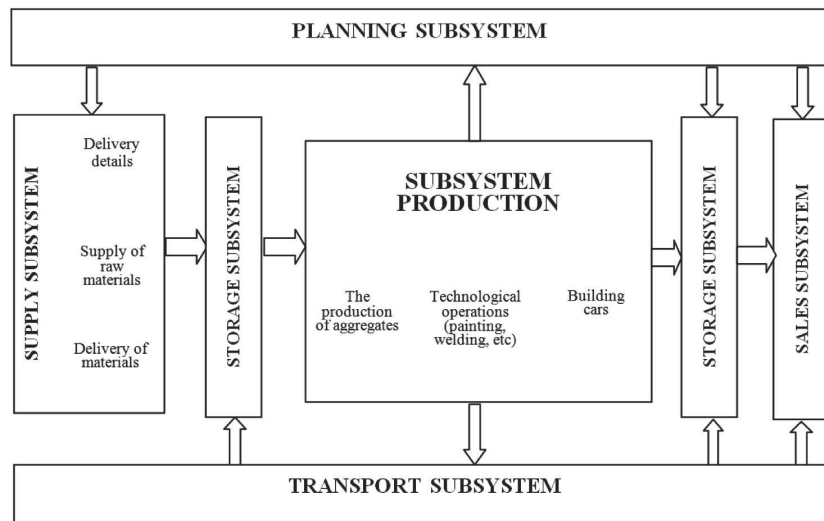 PLANNING SUBSYSTEM
SUPPLY SUBSYSTEM
Delivery
details
Supply of
raw
materials
Delivery of
materials
STORAGE SUBSYSTEM
SUBSYSTEM
PRODUCTION
The
production
of aggregates
Technological
operations
(painting,
welding, etc)
Building
cars
STORAGE SUBSYSTEM
SALES SUBSYSTEM
TRANSPORT SUBSYSTEM